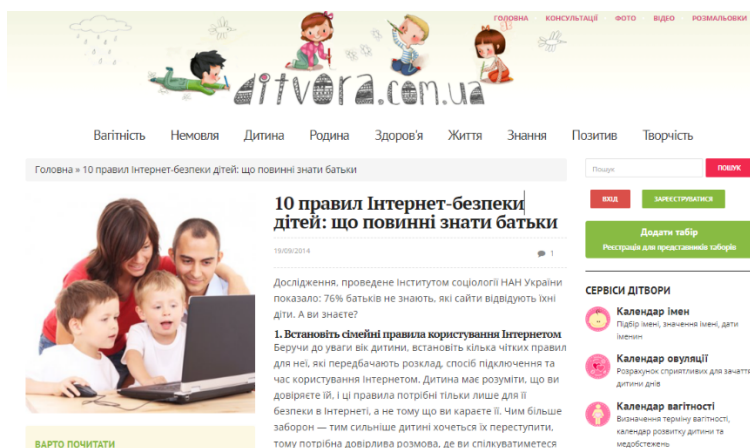 ГОЛОВНА КОНСУЛЬТАЦІЇ ФОТО ВІДЕО РОЗМАЛЬОВКИ
ditvora.com.ua
Вагітність Немовля Дитина Родина Здоров'я Життя Знання Позитив Творчість
Головна » 10 правил Інтернет-безпеки дітей: що повинні знати батьки
10 правил Інтернет-безпеки
дітей: що повинні знати батьки
19/09/2014
1
Дослідження, проведене Інститутом соціології НАН України
показало: 76% батьків не знають, які сайти відвідують їхні
діти. А ви знаєте?
1. Встановіть сімейні правила користування Інтернетом
Беручи до уваги вік дитини, встановіть кілька чітких правил
для неї, які передбачають розклад, спосіб підключення та
час користування Інтернетом. Дитина має розуміти, що ви
довіряєте їй, і ці правила потрібні тільки лише для її
безпеки в Інтернеті, а не тому що ви караєте її. Чим більше
забороn — тим сильніше дитині хочеться їх переступити,
тому потрібна довірлива розмова, де ви спілкуватиметеся
ВАРТО ПОЧИТАТИ
Пошук
ПОШУК
ВХІД
ЗАРЕЄСТРУВАТИСЯ
Додати табір
Реєстрація для представників таборів
СЕРВІСИ ДІТВОРИ
Календар імен
Підбір імені, значення імені, дати
іменин
Календар овуляції
Розрахунок сприятливих для зачаття
дитини днів
Календар вагітності
Визначення терміну вагітності,
календар розвитку дитини та
медобстежень